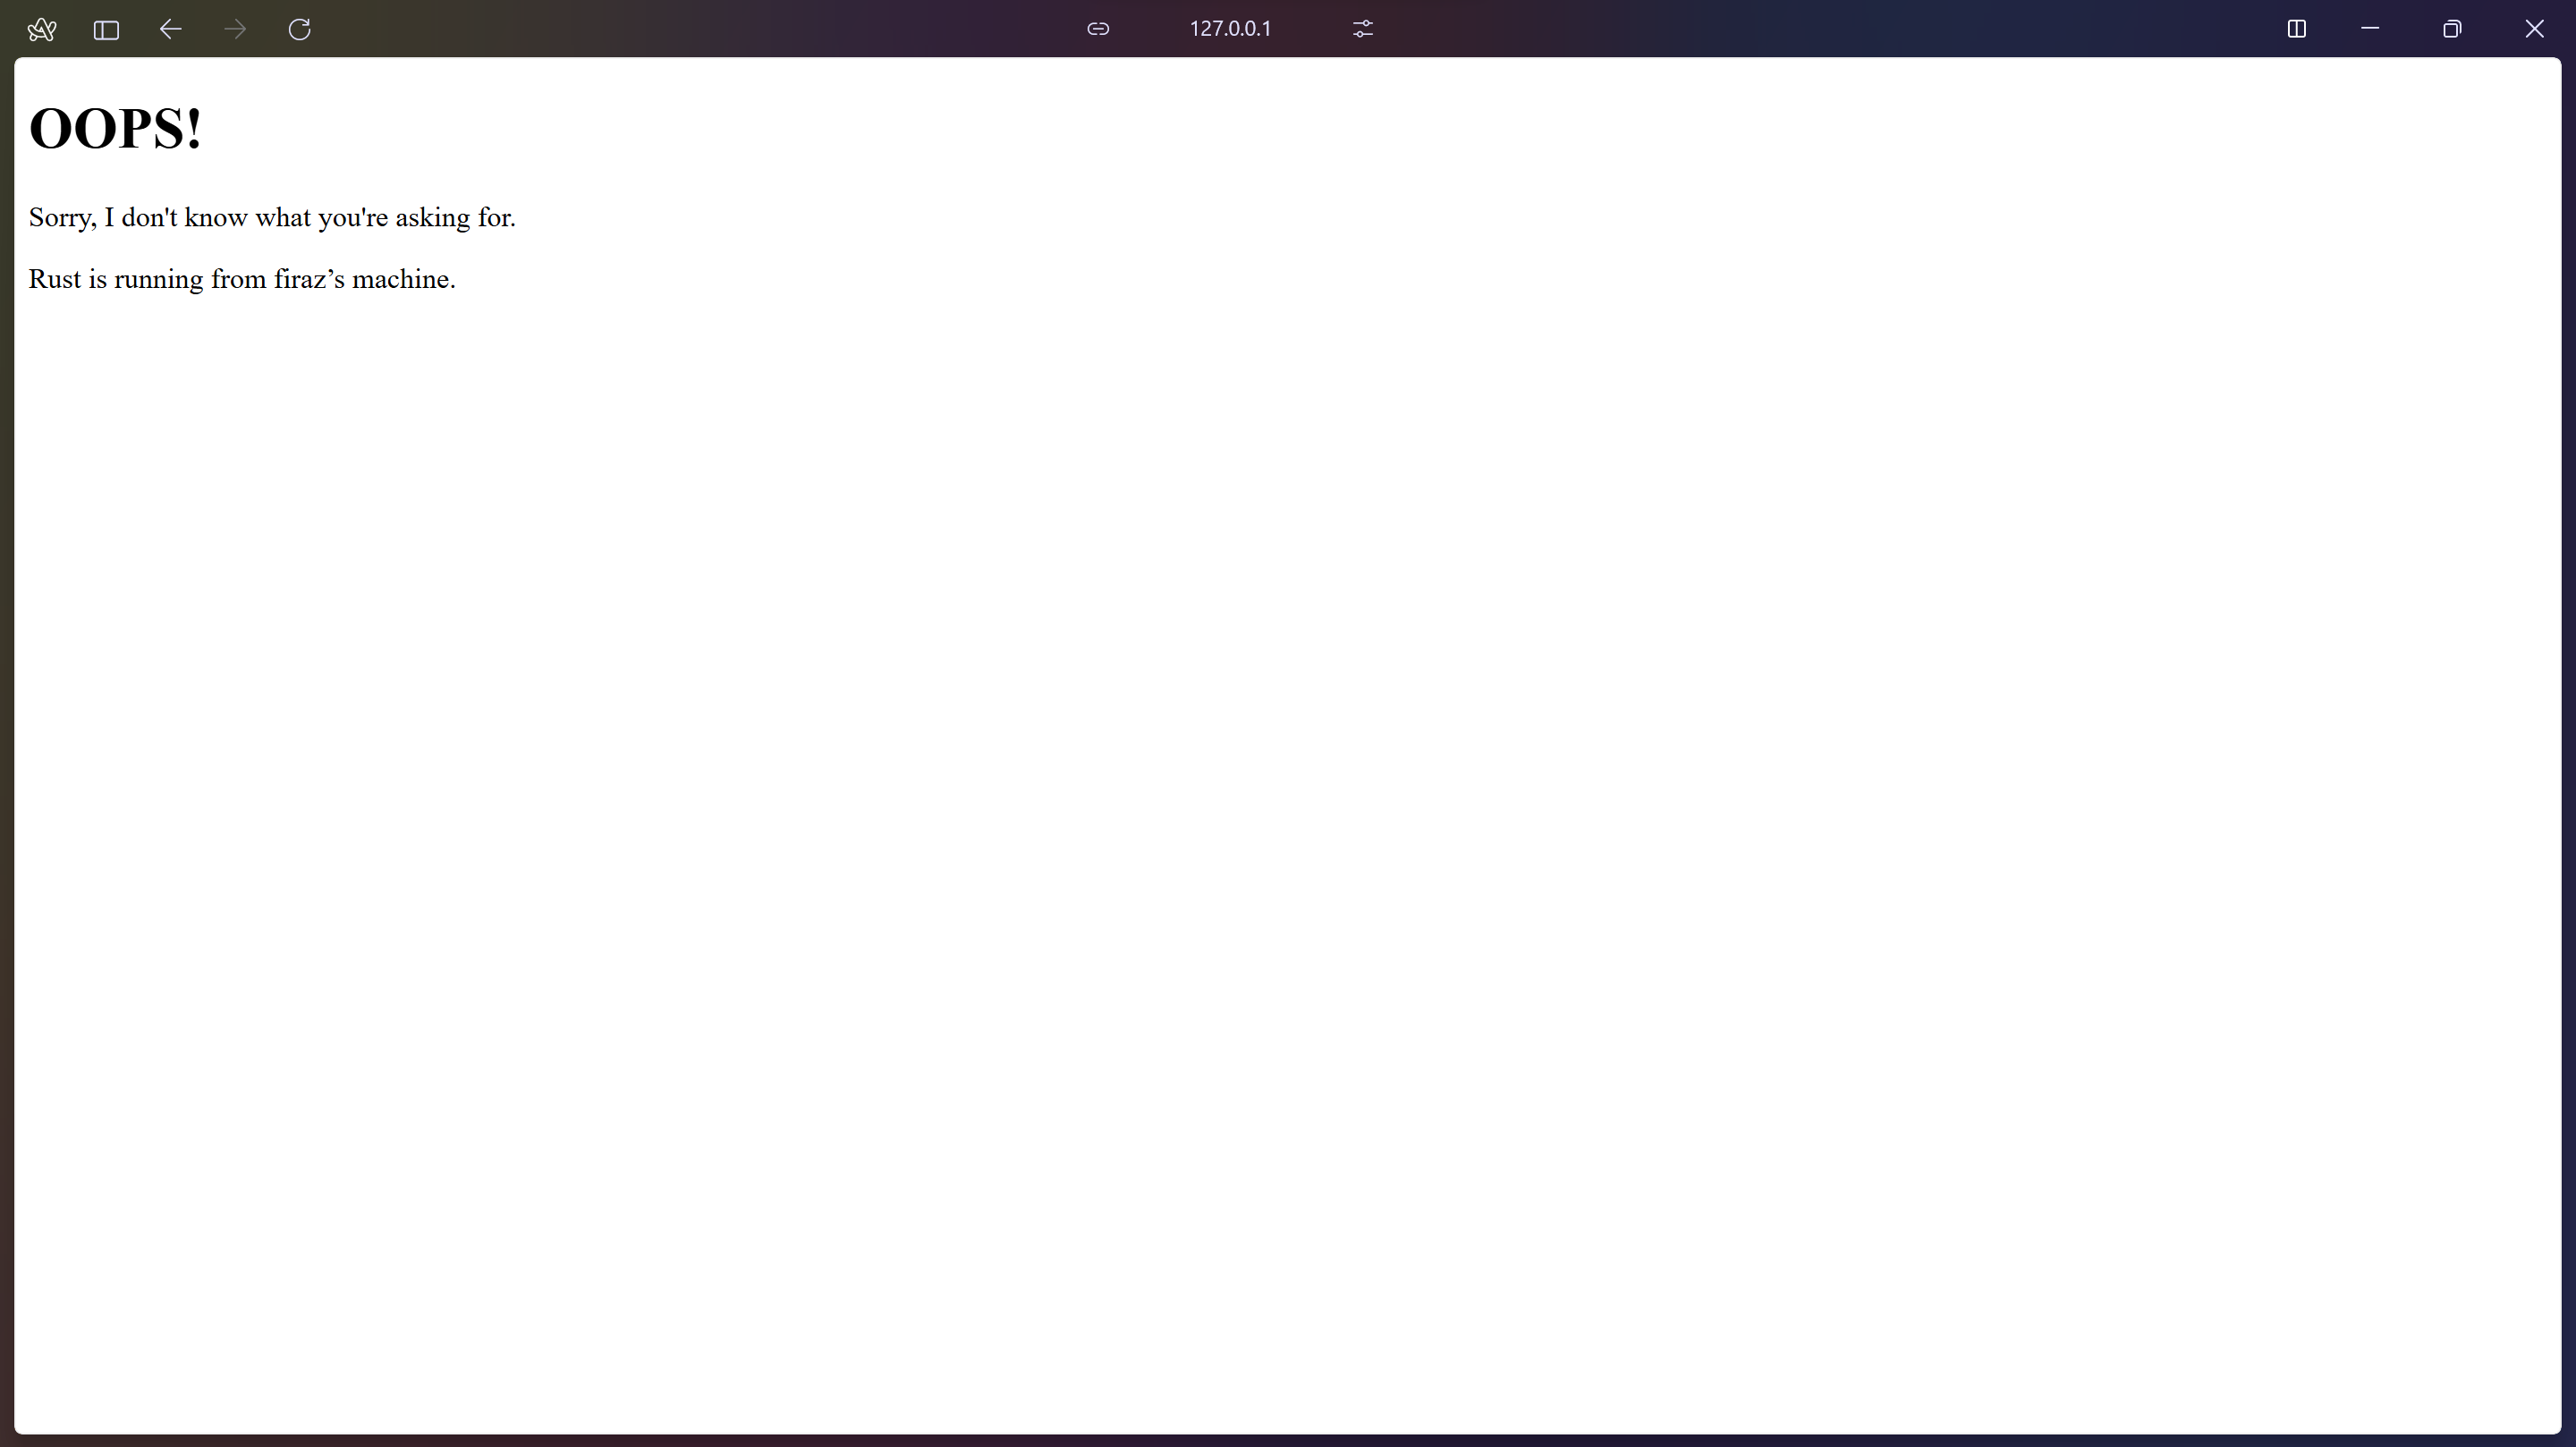 127.0.0.1
OOPS!
Sorry, I don't know what you're asking for.
Rust is running from firaz’s machine.